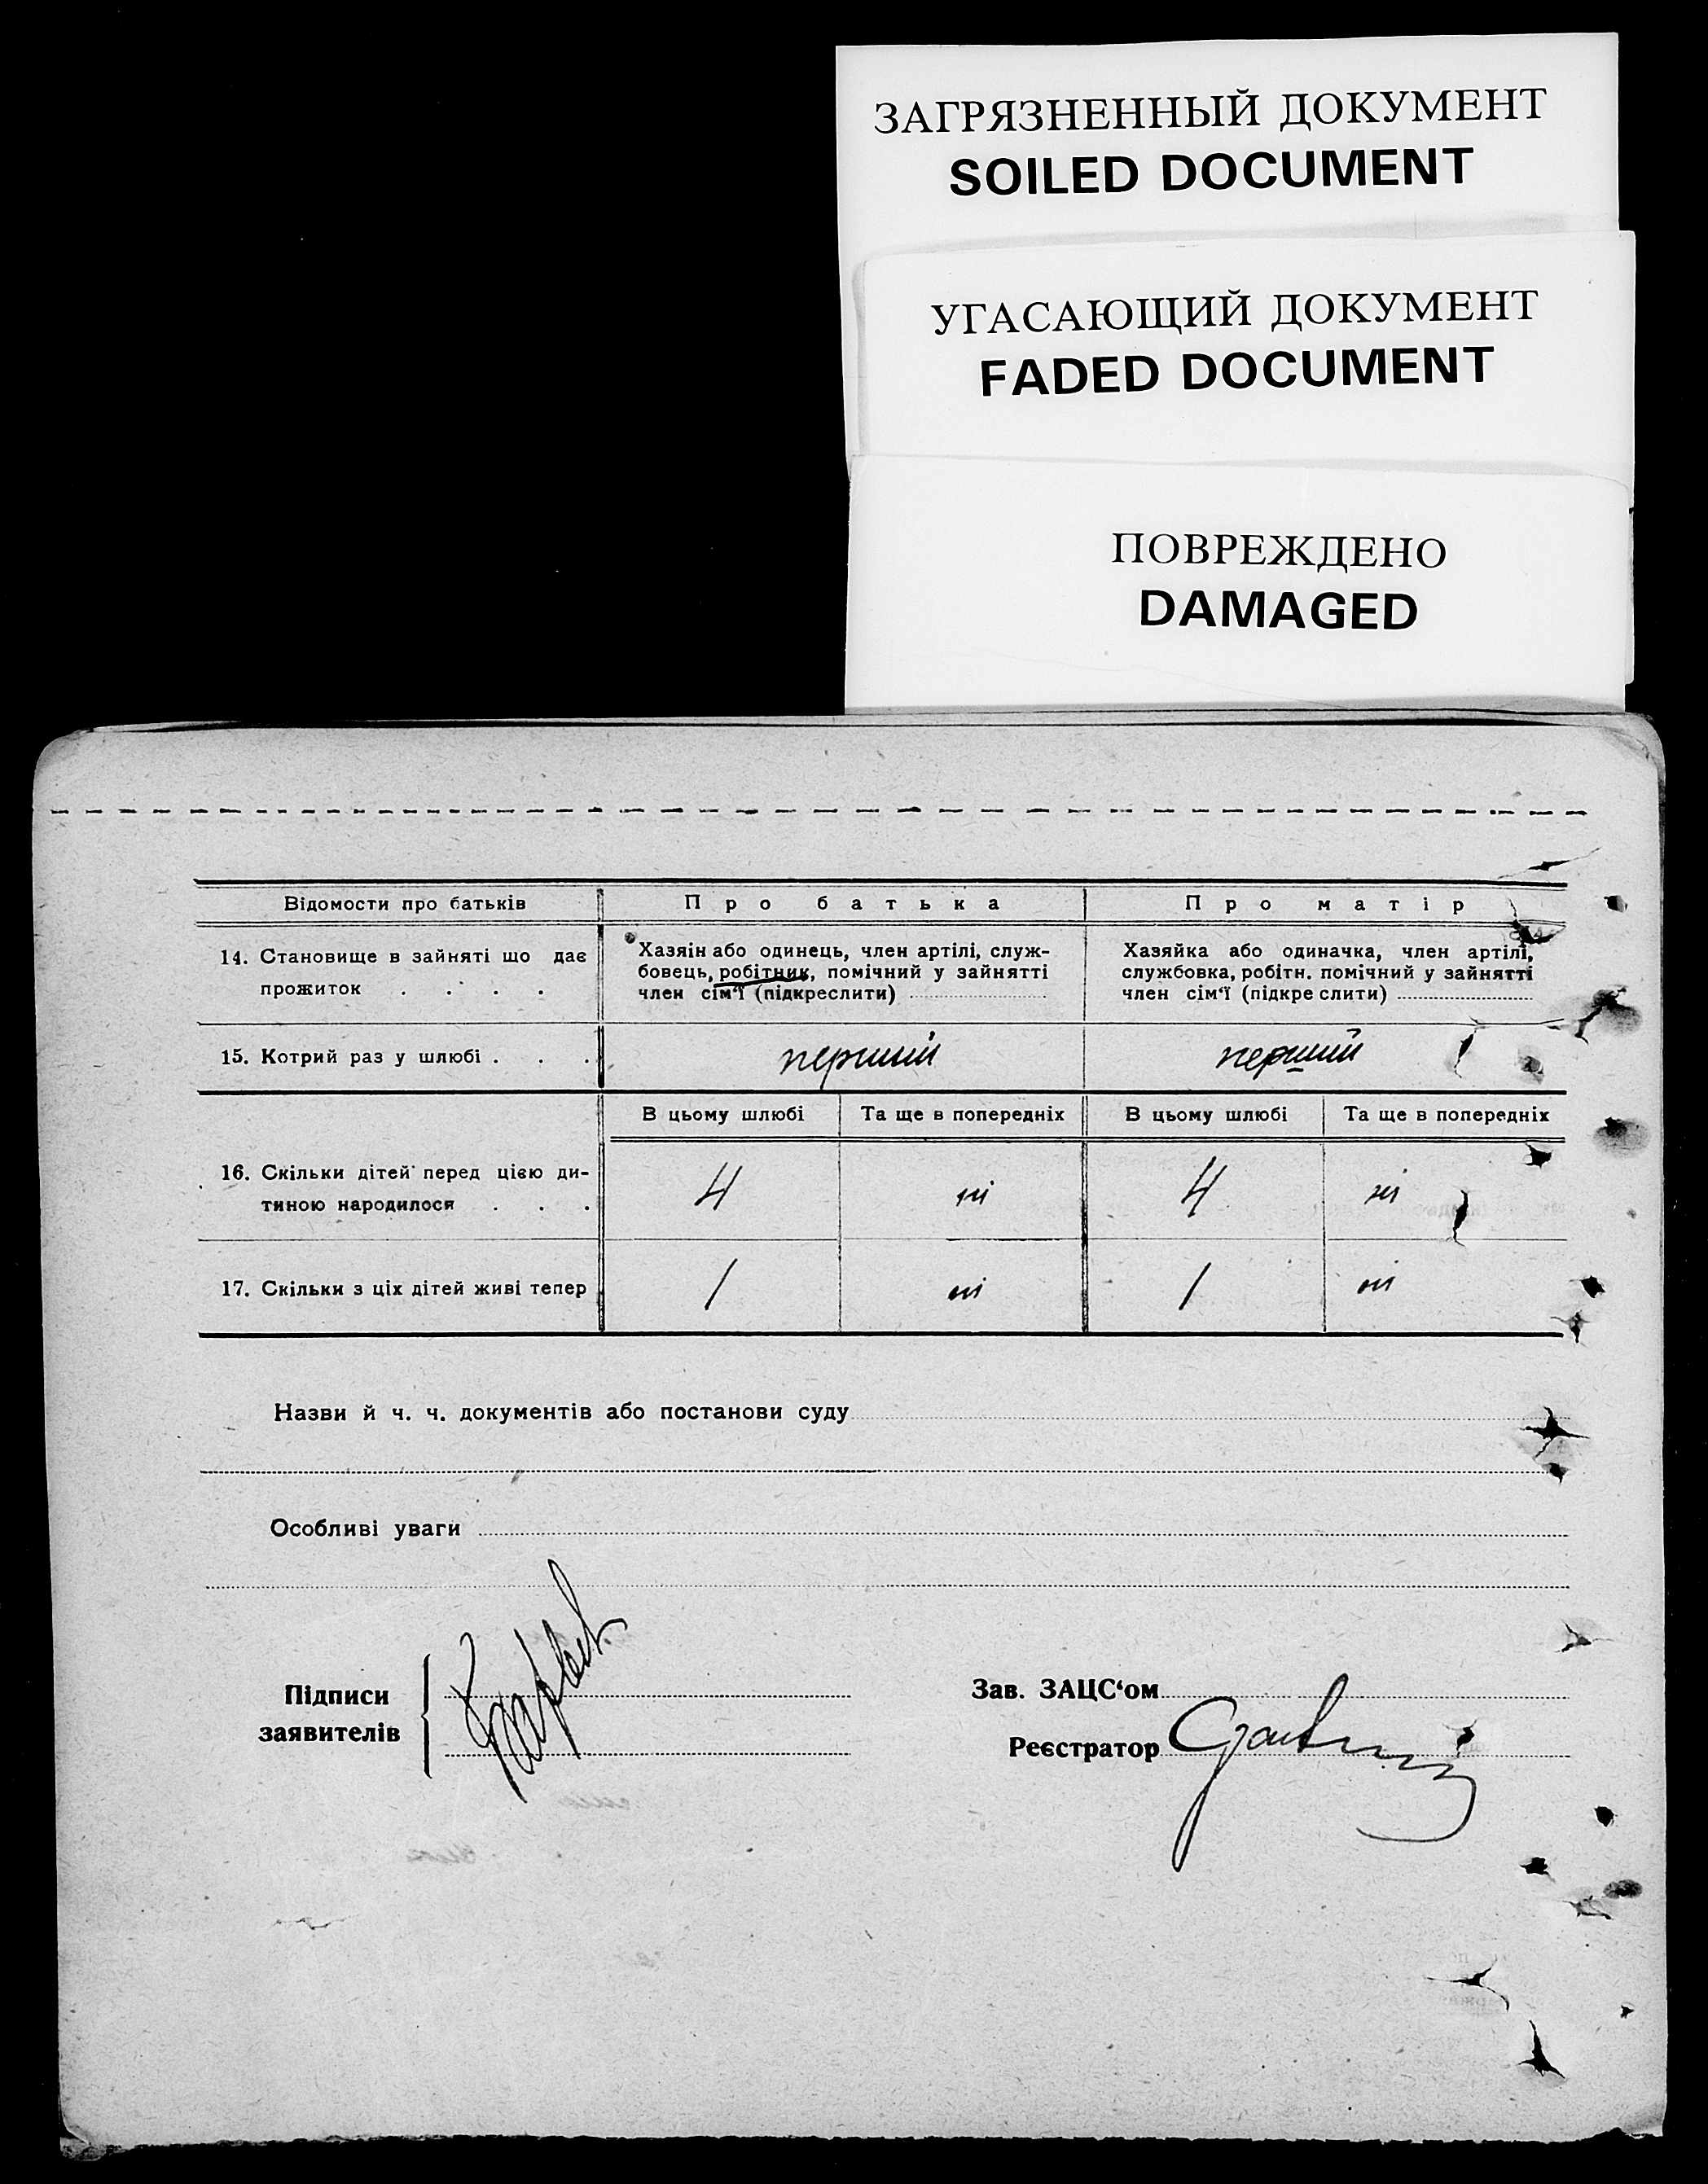 ЗАГРЯЗНЕННЫЙ ДОКУМЕНТ
SOILED DOCUMENT
УГАСАЮЩИЙ ДОКУМЕНТ
FADED DOCUMENT
ПОВРЕЖДЕНО
DAMAGED
Відомости про батьків
Про батька
Про матір
14. Становище в зайняті що дає
прожиток . . . .
Хазяїн або одинець, член артілі, служ-
бовець, робітник, помічний у зайнятті
член сім'ї (підкреслити)
Хазяйка або одиначка, член артілі,
службовка, робітн. помічний у зайнятті
член сім'ї (підкре слити)
15. Котрий раз у шлюбі . . .
перший
перший
В цьому шлюбі
Та ще в попередніх
В цьому шлюбі
Та ще в попередніх
16. Скільки дітей перед цією ди-
тиною народилося . . .
4
ні
4
ні
17. Скільки з ціх дітей живі тепер
1
ні
1
ні
Назви й ч. ч. документів або постанови суду
Особливі уваги
Підписи
заявителів
Зав. ЗАЦС'ом
Реєстратор